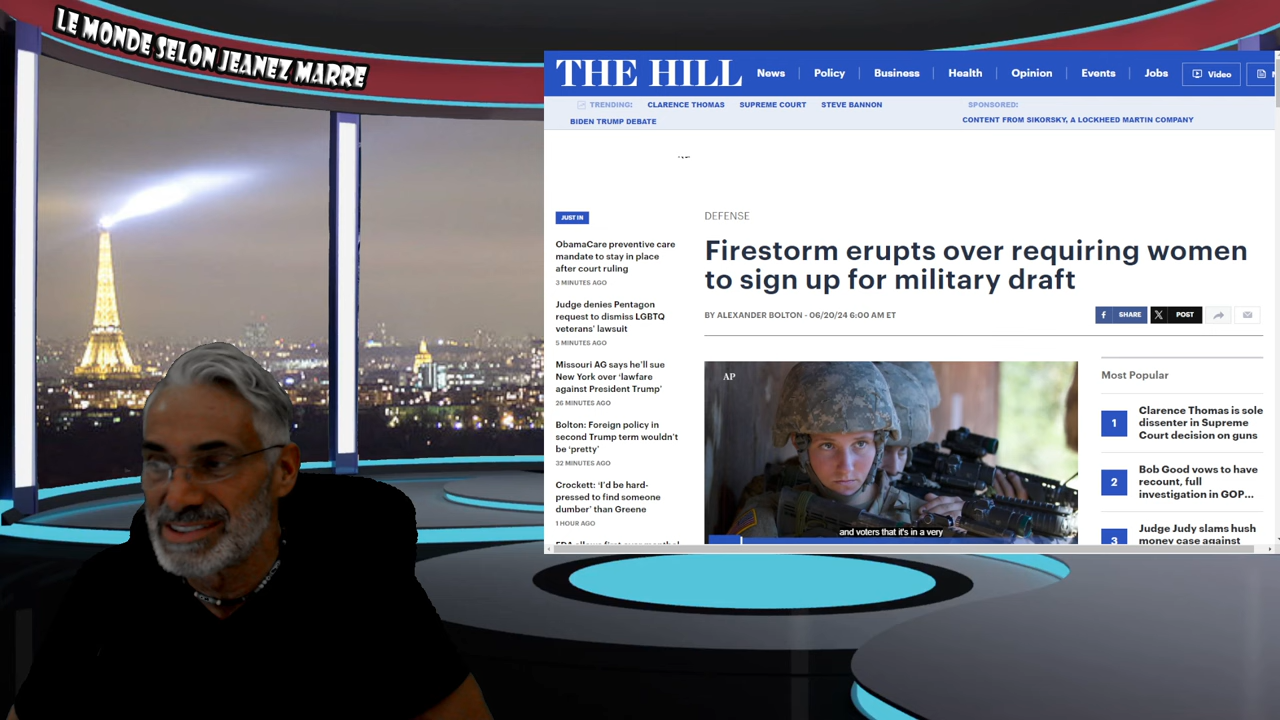 LE MONDE SELON JEANEZ MARRE
THE HILL
News
Policy
Business
Health
Opinion
Events
Jobs
Video
TRENDING:
CLARENCE THOMAS
SUPREME COURT
STEVE BANNON
BIDEN TRUMP DEBATE
SPONSORED:
CONTENT FROM SIKORSKY, A LOCKHEED MARTIN COMPANY
JUST IN
ObamaCare preventive care
mandate to stay in place
after court ruling
3 MINUTES AGO
Judge denies Pentagon
request to dismiss LGBTQ
veterans' lawsuit
5 MINUTES AGO
Missouri AG says he'll sue
New York over 'lawfare
against President Trump'
26 MINUTES AGO
Bolton: Foreign policy in
second Trump term wouldn't
be 'pretty'
32 MINUTES AGO
Crockett: 'I'd be hard-
pressed to find someone
dumber' than Greene
1 HOUR AGO
DEFENSE
Firestorm erupts over requiring women
to sign up for military draft
BY ALEXANDER BOLTON - 06/20/24 6:00 AM ET
SHARE
POST
AP
and voters that it's in a very
Most Popular
1
Clarence Thomas is sole
dissenter in Supreme
Court decision on guns
2
Bob Good vows to have
recount, full
investigation in GOP...
3
Judge Judy slams hush
money case against